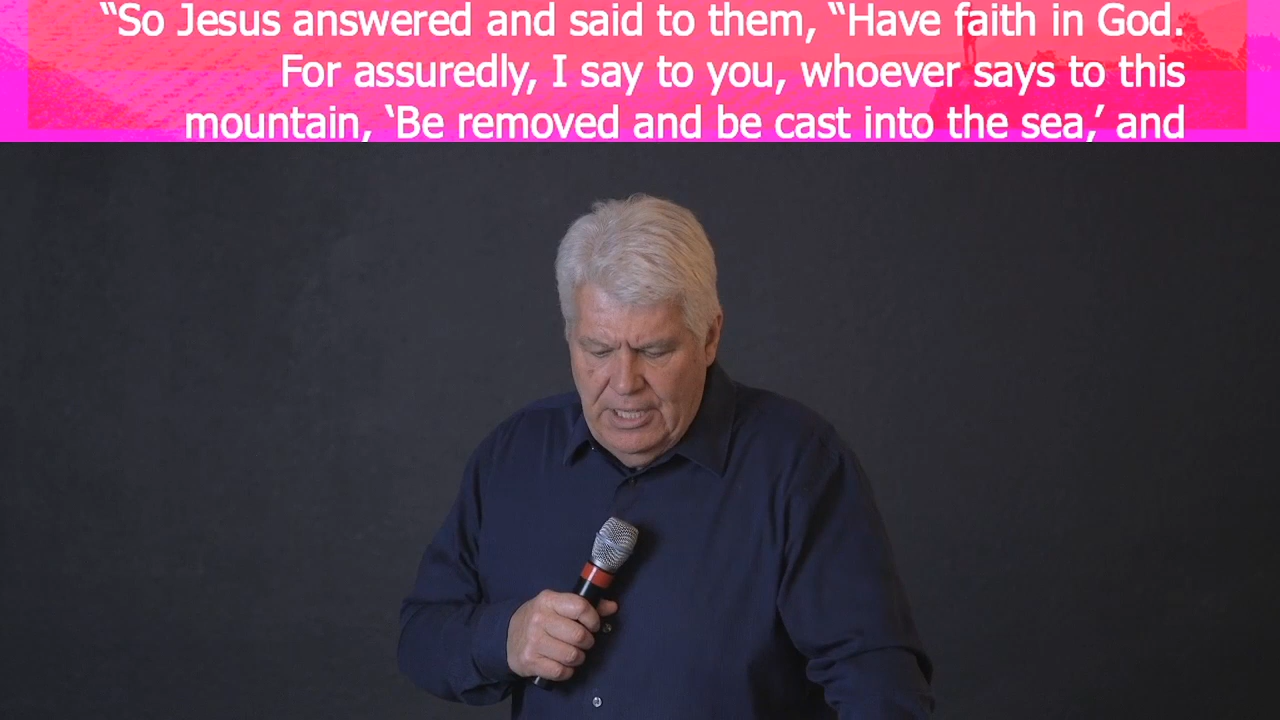 “So Jesus answered and said to them, “Have faith in God.
For assuredly, I say to you, whoever says to this
mountain, ‘Be removed and be cast into the sea,’ and